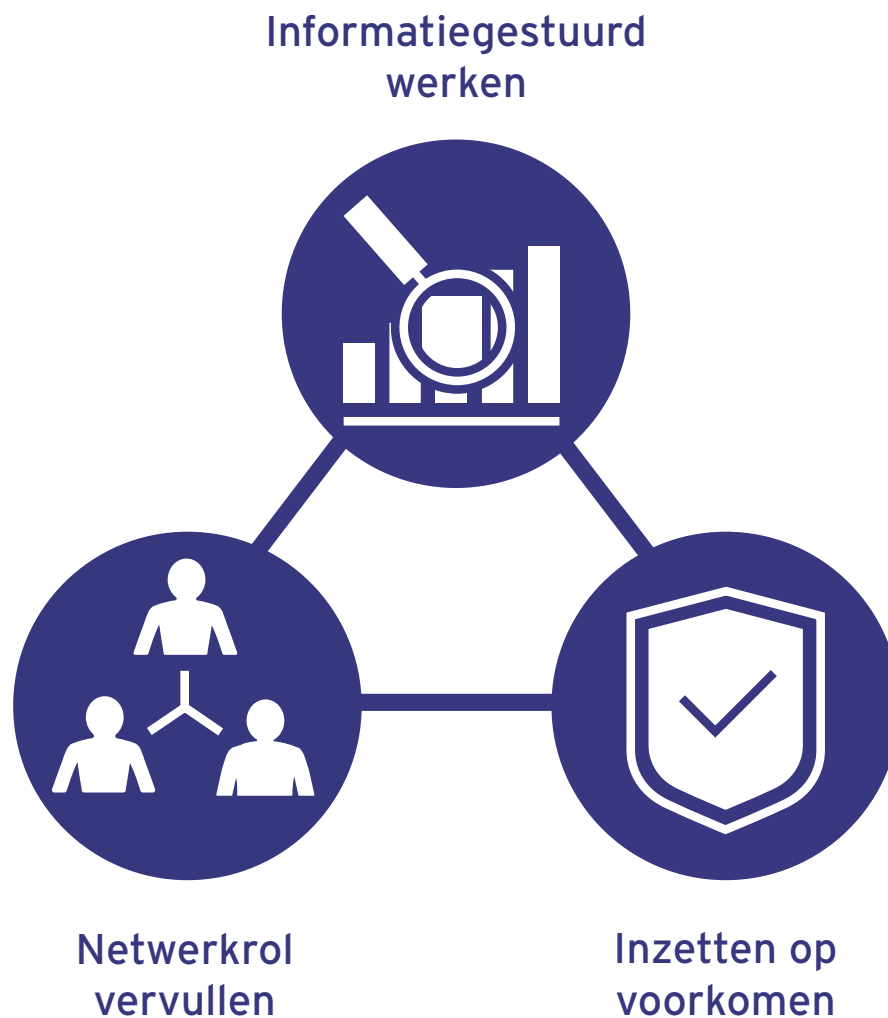 Informatiegestuurd
werken
Netwerkrol
vervullen
Inzetten op
voorkomen